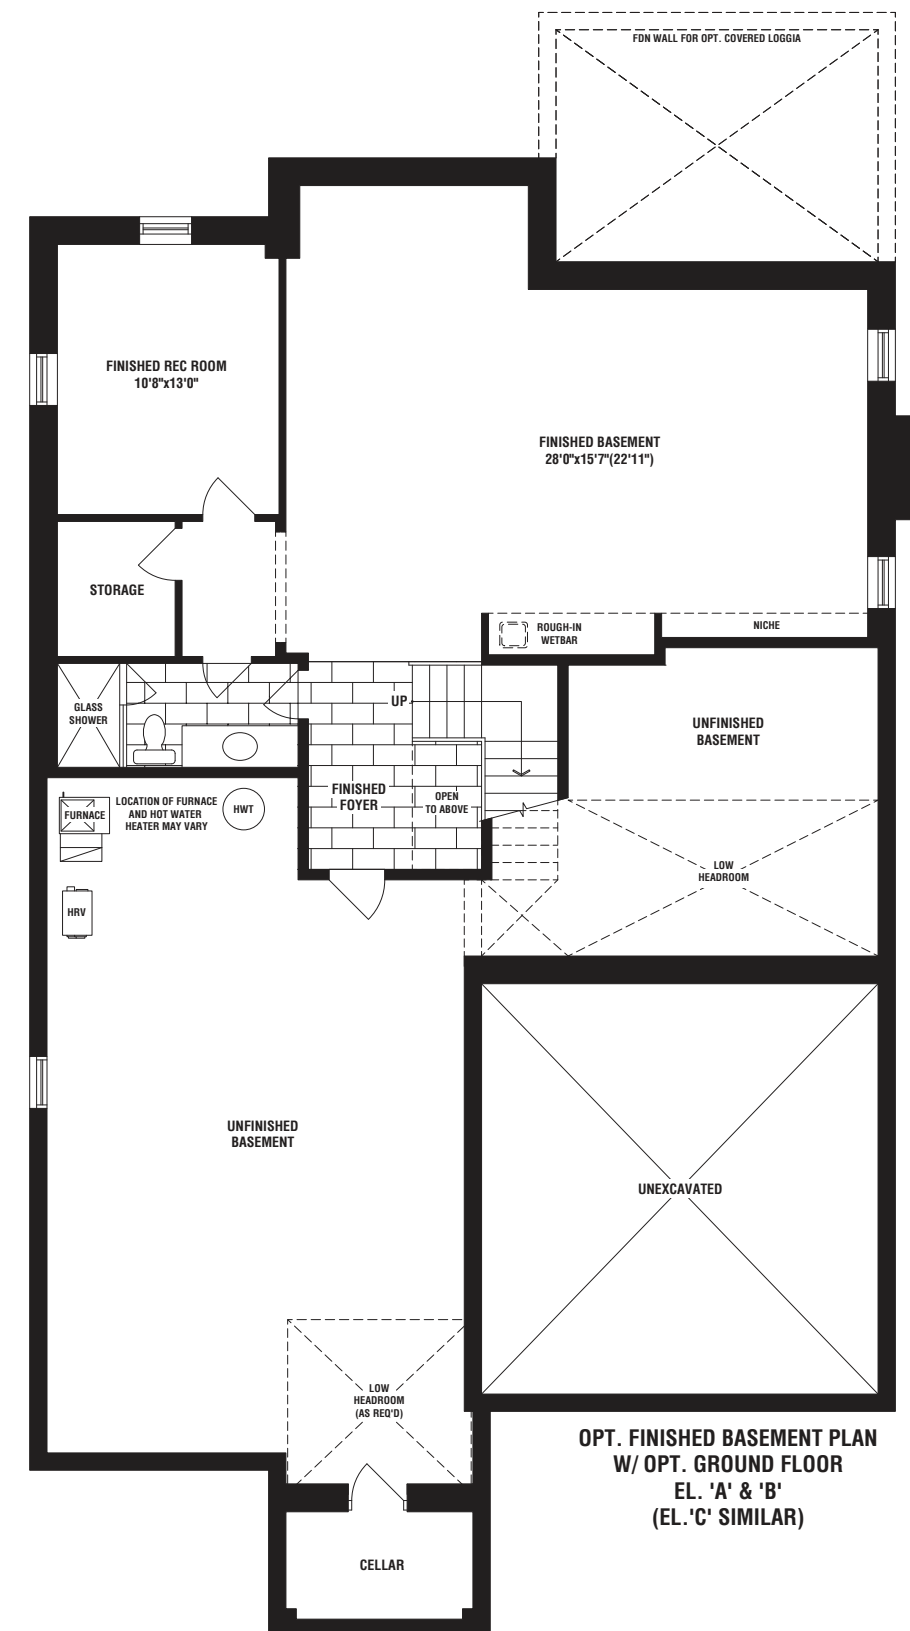 FDN WALL FOR OPT. COVERED LOGGIA
FINISHED REC ROOM
10'8"x13'0"
FINISHED BASEMENT
28'0"x15'7"(22'11")
STORAGE
ROUGH-IN
WETBAR
NICHE
GLASS
SHOWER
UP
UNFINISHED
BASEMENT
FINISHED
FOYER
OPEN
TO ABOVE
FURNACE
LOCATION OF FURNACE
AND HOT WATER
HEATER MAY VARY
HWT
LOW
HEADROOM
HRV
UNFINISHED
BASEMENT
UNEXCAVATED
LOW
HEADROOM
(AS REQ'D)
OPT. FINISHED BASEMENT PLAN
W/ OPT. GROUND FLOOR
EL. 'A' & 'B'
(EL.'C' SIMILAR)
CELLAR